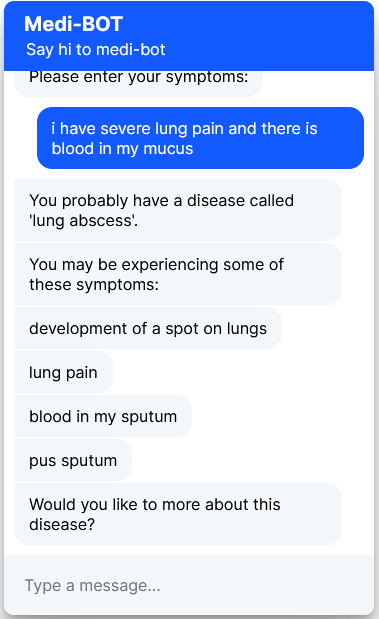 Medi-BOT
Say hi to medi-bot
Please enter your symptoms:
i have severe lung pain and there is
blood in my mucus
You probably have a disease called
'lung abscess'.
You may be experiencing some of
these symptoms:
development of a spot on lungs
lung pain
blood in my sputum
pus sputum
Would you like to more about this
disease?
Type a message...